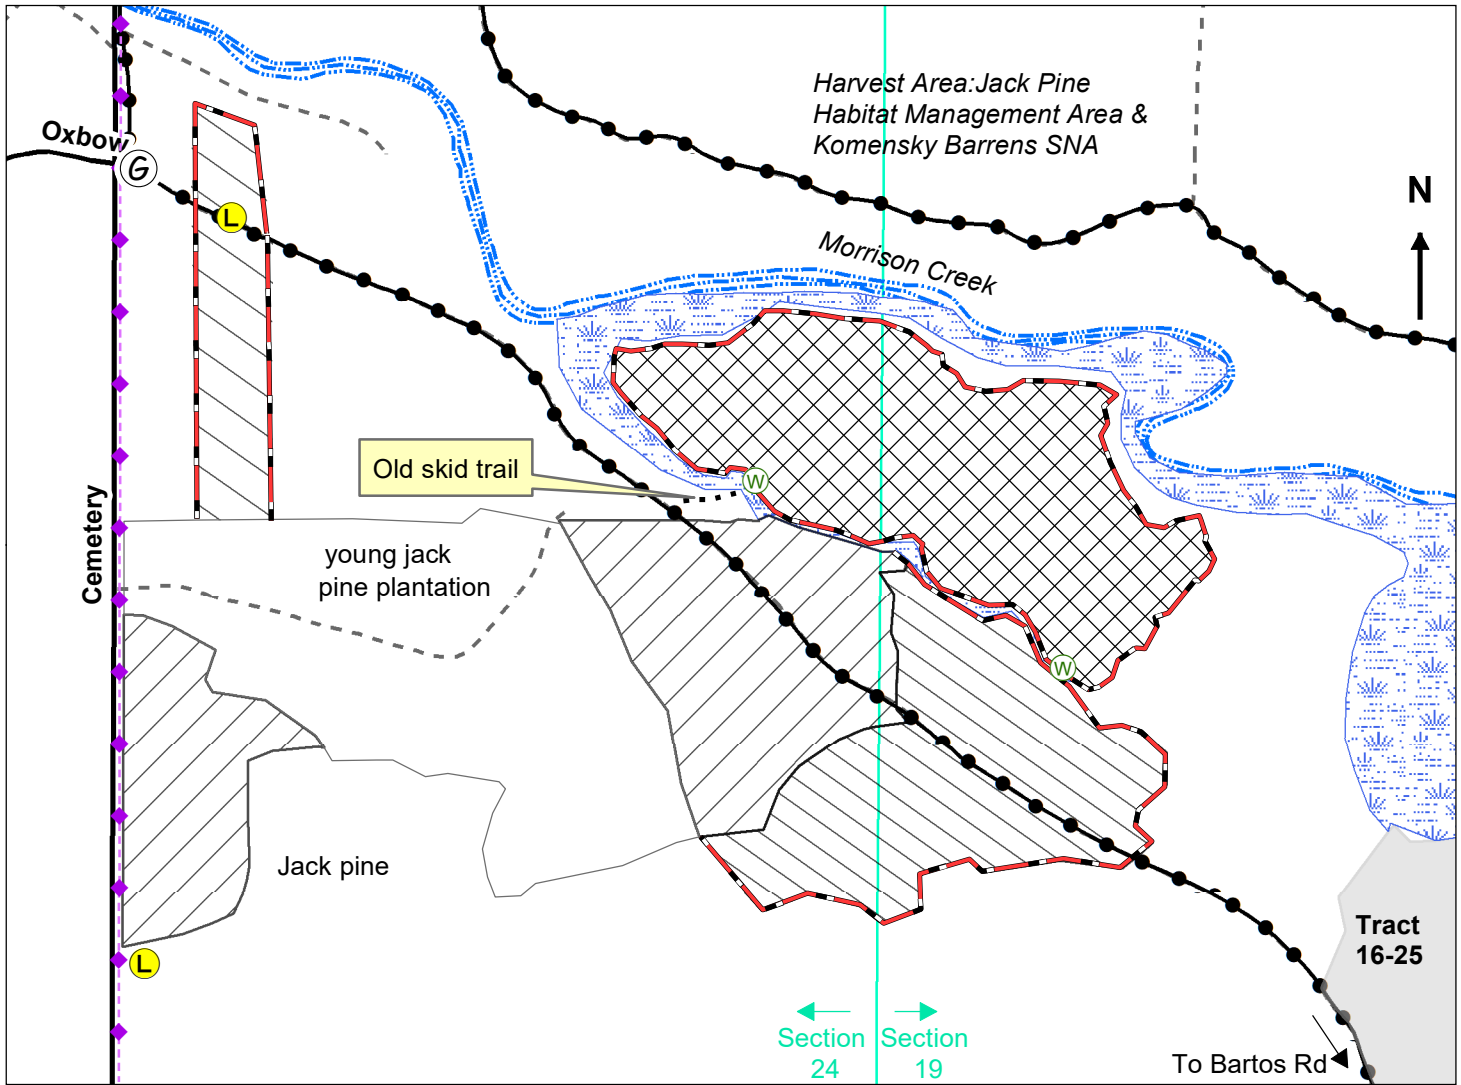 Harvest Area:Jack Pine
Habitat Management Area &
Komensky Barrens SNA
Oxbow
G
N
L
Morrison Creek
Old skid trail
W
Cemetery
young jack
pine plantation
W
Jack pine
Tract
16-25
L
Section
24
Section
19
To Bartos Rd